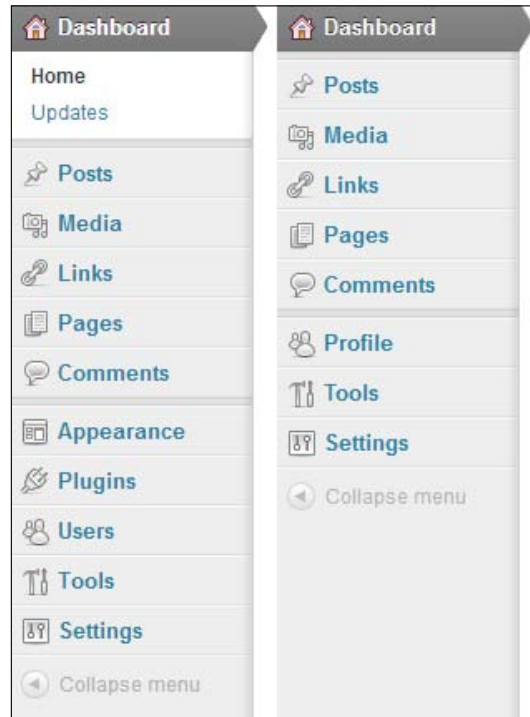 Dashboard
Home
Updates
Posts
Media
Links
Pages
Comments
Appearance
Plugins
Users
Tools
Settings
Collapse menu
Dashboard
Posts
Media
Links
Pages
Comments
Profile
Tools
Settings
Collapse menu